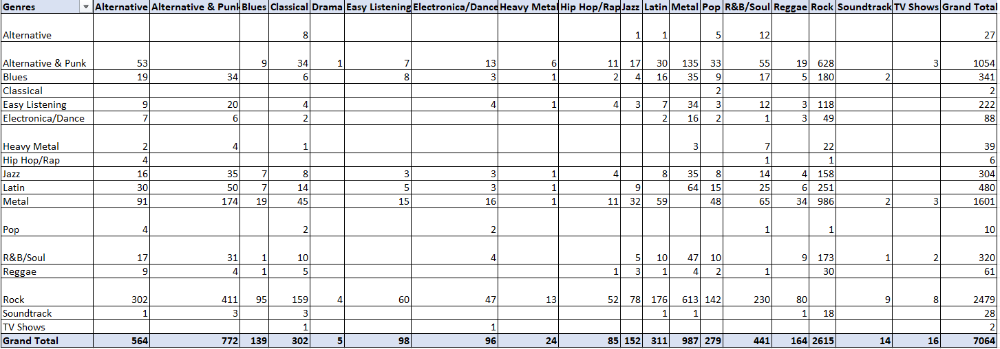 Genres Alternative Alternative & Punk Blues Classical Drama Easy Listening Electronica/Dance Heavy Metal Hip Hop/Rap Jazz Latin Metal Pop R&B/Soul Reggae Rock Soundtrack TV Shows Grand Total
Alternative 8 1 1 5 12 27
Alternative & Punk 53 9 34 1 7 13 6 11 17 30 135 33 55 19 628 3 1054
Blues 19 34 6 8 3 1 2 4 16 35 9 17 5 180 2 341
Classical 2 2
Easy Listening 9 20 4 4 1 4 3 7 34 3 12 3 118 222
Electronica/Dance 7 6 2 2 16 2 1 3 49 88
Heavy Metal 2 4 1 3 7 22 39
Hip Hop/Rap 4 1 1 6
Jazz 16 35 7 8 3 3 1 4 8 35 8 14 4 158 304
Latin 30 50 7 14 5 3 1 9 64 15 25 6 251 480
Metal 91 174 19 45 15 16 1 11 32 59 48 65 34 986 2 3 1601
Pop 4 2 2 1 1 10
R&B/Soul 17 31 1 10 4 5 10 47 10 9 173 1 2 320
Reggae 9 4 1 5 1 3 1 4 2 1 30 61
Rock 302 411 95 159 4 60 47 13 52 78 176 613 142 230 80 9 8 2479
Soundtrack 1 3 3 1 1 1 18 28
TV Shows 1 1 2
Grand Total 564 772 139 302 5 98 96 24 85 152 311 987 279 441 164 2615 14 16 7064